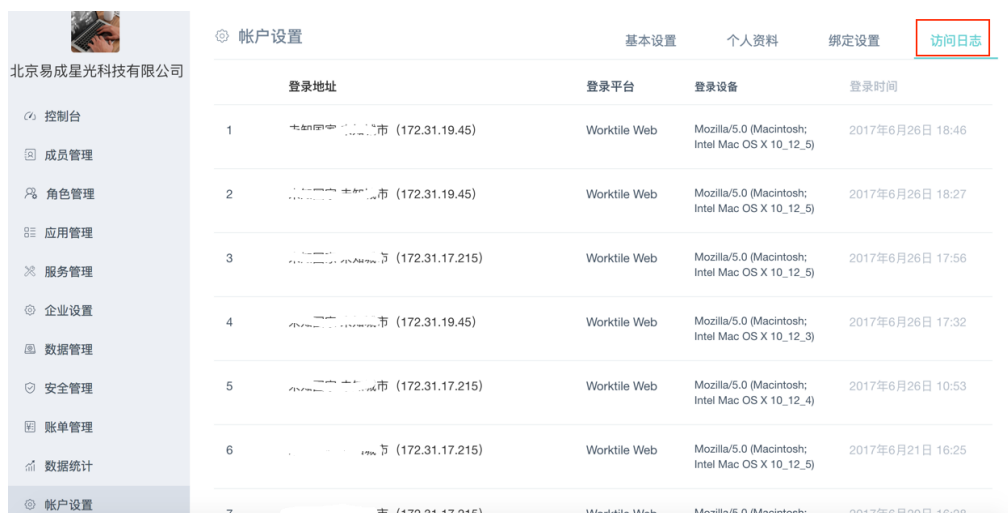 北京易成星光科技有限公司
控制台
成员管理
角色管理
应用管理
服务管理
企业设置
数据管理
安全管理
账单管理
数据统计
帐户设置
帐户设置
基本设置 个人资料 绑定设置 访问日志
登录地址 登录平台 登录设备 登录时间
1 市（172.31.19.45） Worktile Web Mozilla/5.0 (Macintosh; 2017年6月26日 18:46
Intel Mac OS X 10_12_5)
2 市（172.31.19.45） Worktile Web Mozilla/5.0 (Macintosh; 2017年6月26日 18:27
Intel Mac OS X 10_12_5)
3 市（172.31.17.215） Worktile Web Mozilla/5.0 (Macintosh; 2017年6月26日 17:56
Intel Mac OS X 10_12_5)
4 市（172.31.19.45） Worktile Web Mozilla/5.0 (Macintosh; 2017年6月26日 17:32
Intel Mac OS X 10_12_3)
5 市（172.31.17.215） Worktile Web Mozilla/5.0 (Macintosh; 2017年6月26日 10:53
Intel Mac OS X 10_12_4)
6 市（172.31.17.215） Worktile Web Mozilla/5.0 (Macintosh; 2017年6月21日 16:25
Intel Mac OS X 10_12_5)